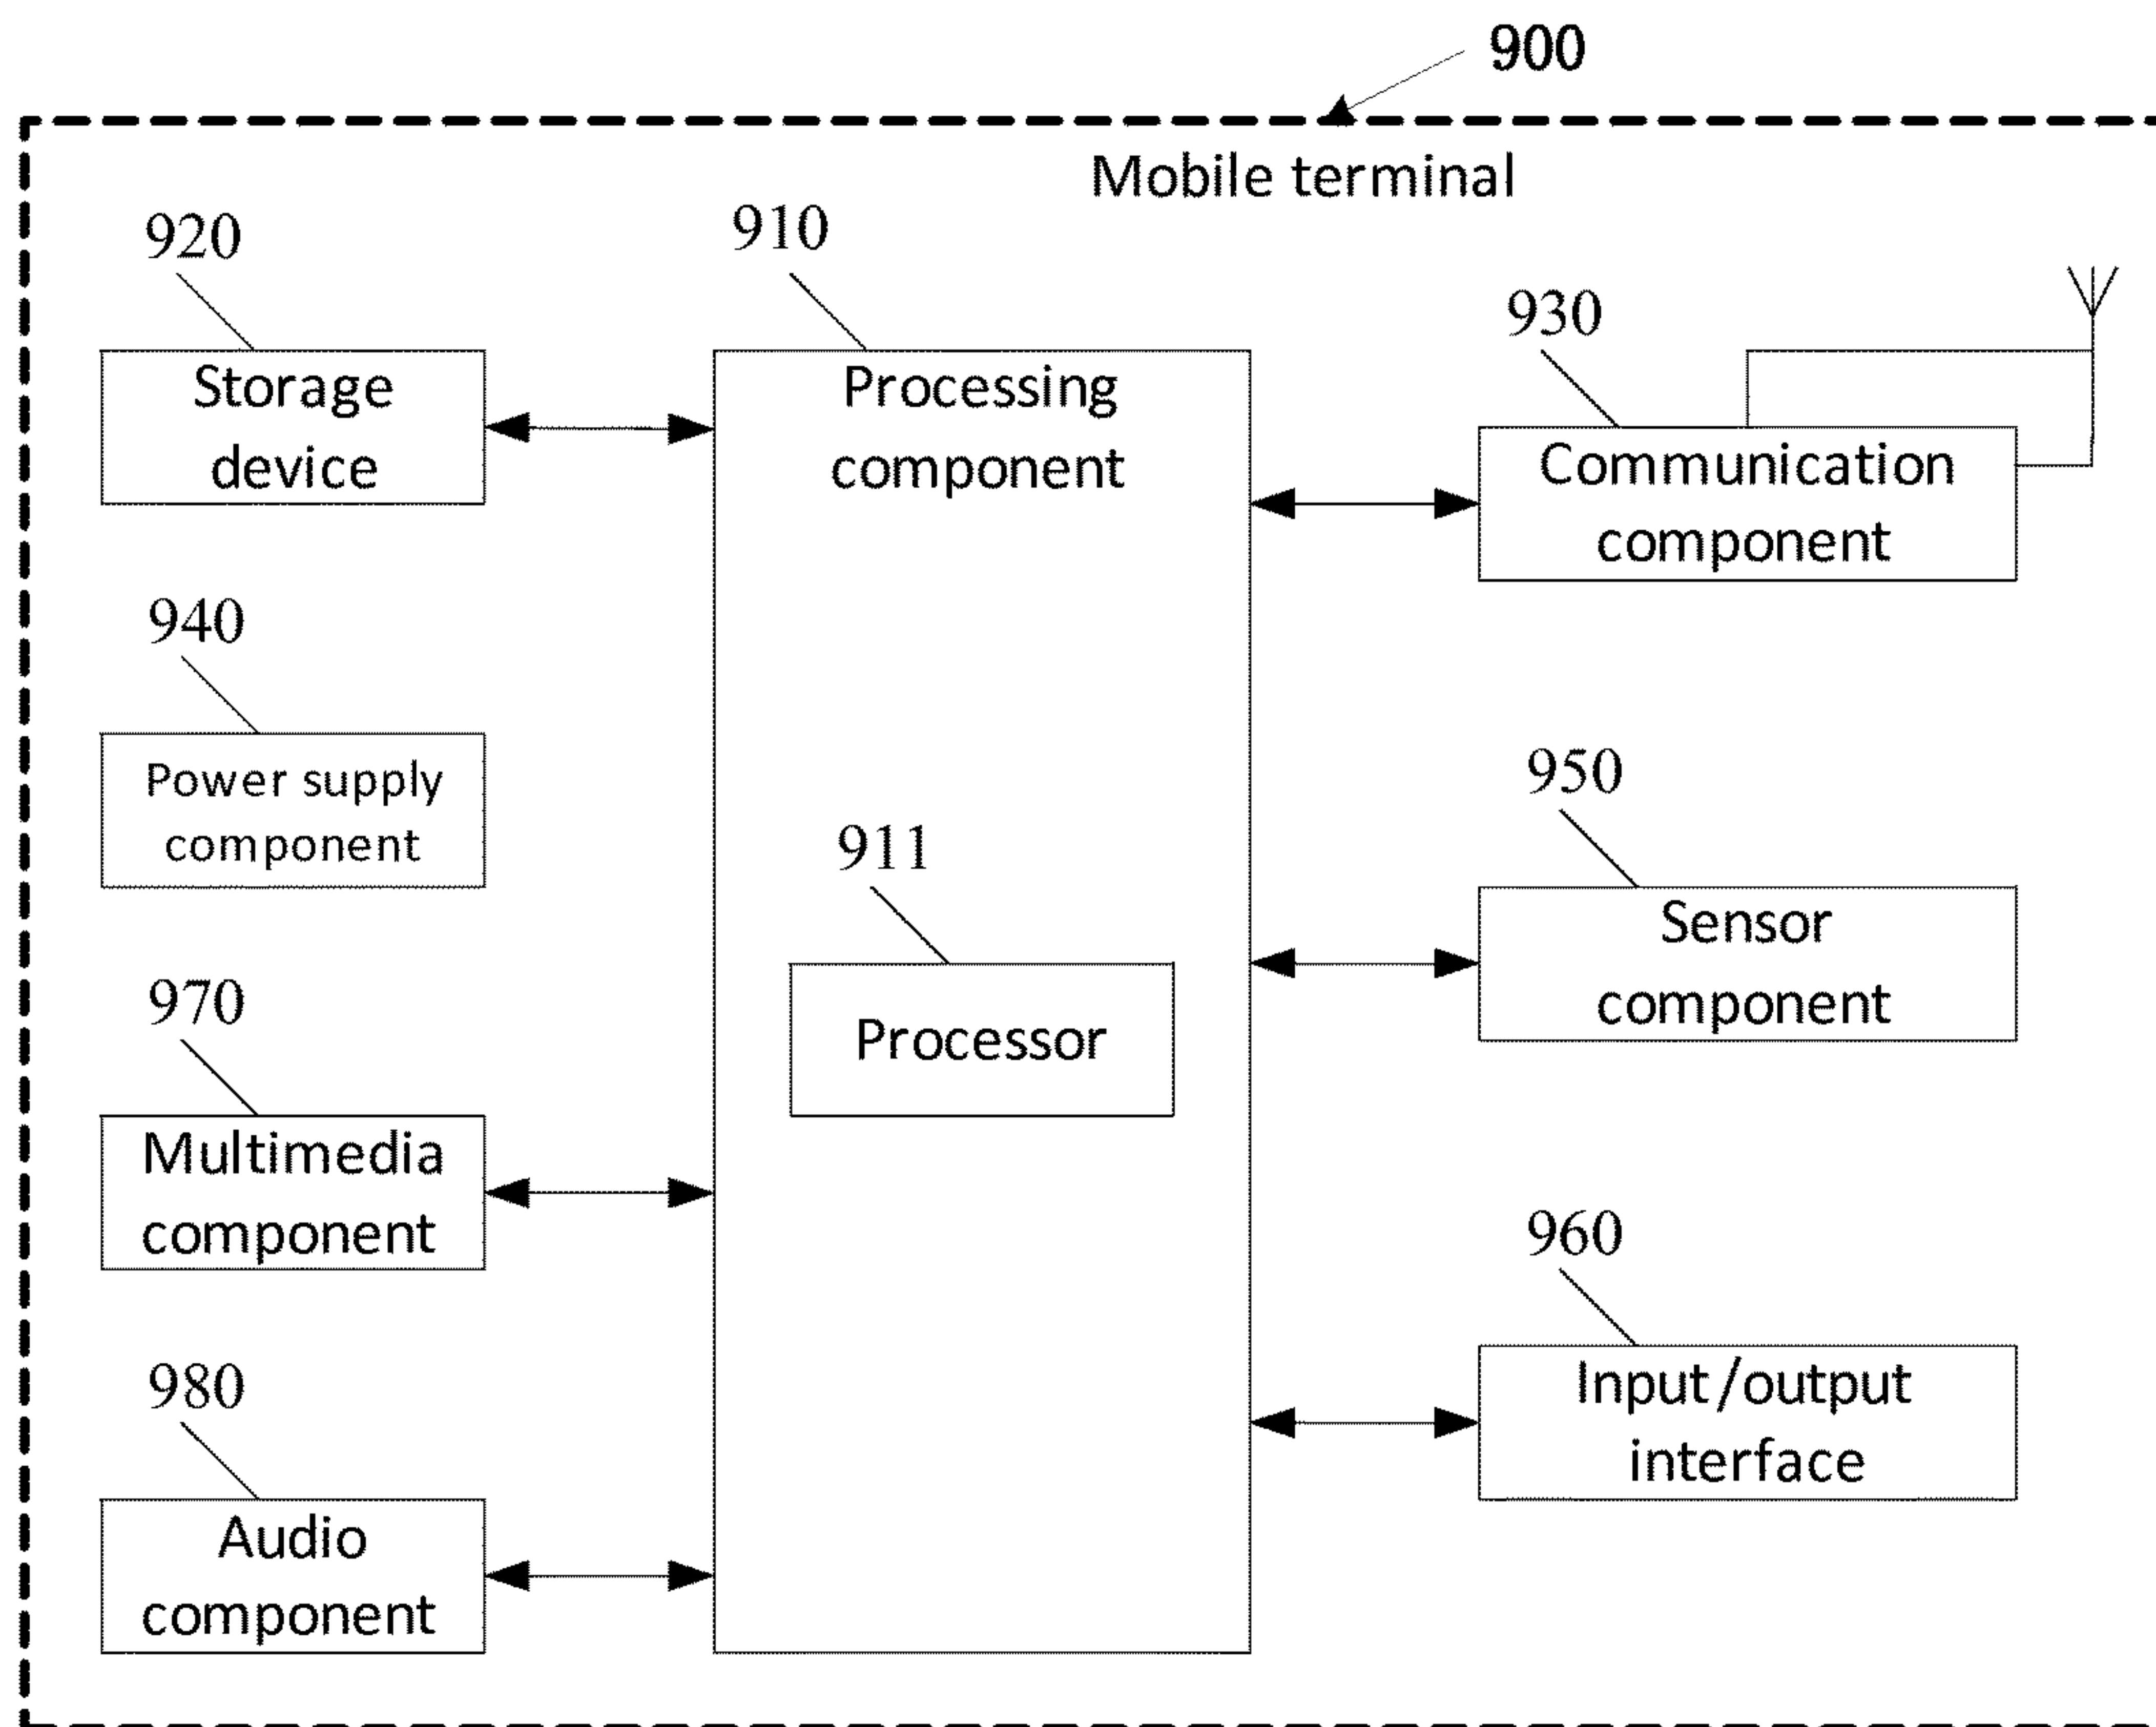 900
Mobile terminal
920
910
930
Storage
device
Processing
component
Communication
component
940
Power supply
component
950
911
Sensor
component
Processor
970
Multimedia
component
960
Input/output
interface
980
Audio
component